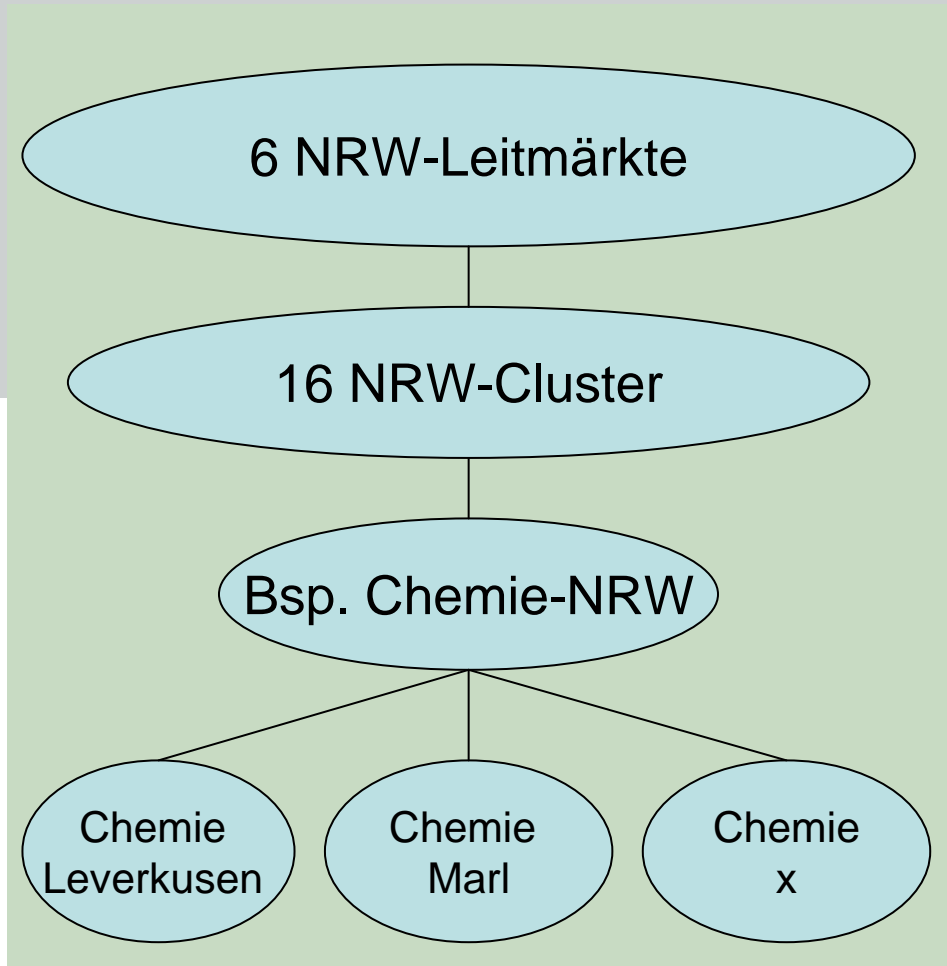 6 NRW-Leitmärkte
16 NRW-Cluster
Bsp. Chemie-NRW
Chemie
Leverkusen
Chemie
Marl
Chemie
x